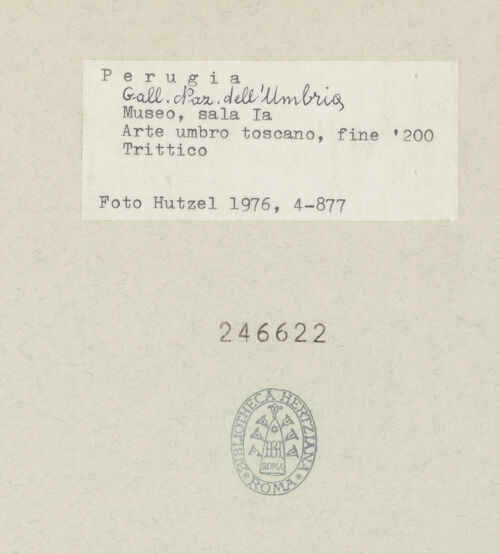 Perugia
Gall. Naz. dell'Umbria
Museo, sala Ia
Arte umbro toscano, fine '200
Trittico
Foto Hutzel 1976, 4-877
246622
BIBLIOTHECA HERTZIANA
ROMA
* ROMA *